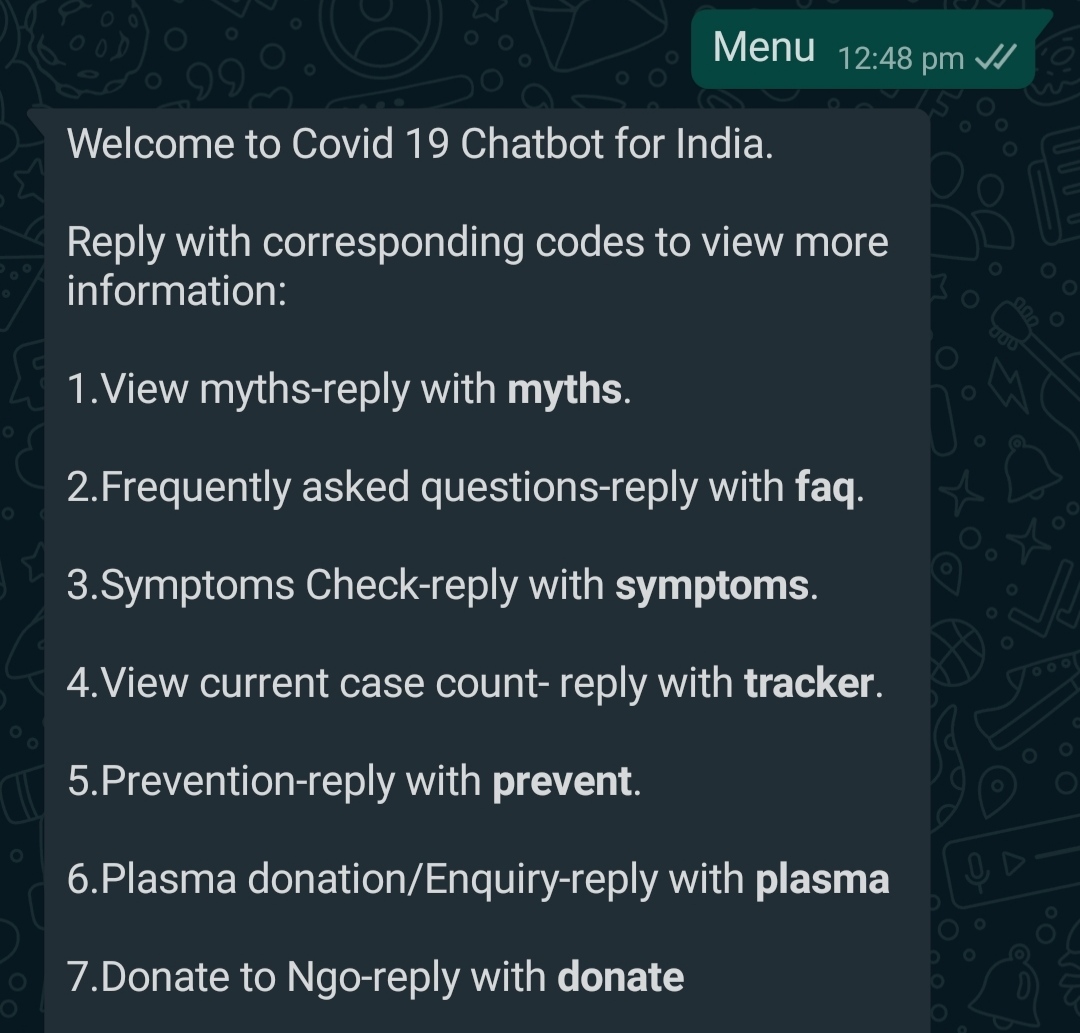 Menu 12:48 pm
Welcome to Covid 19 Chatbot for India.
Reply with corresponding codes to view more
information:
1.View myths-reply with myths.
2.Frequently asked questions-reply with faq.
3.Symptoms Check-reply with symptoms.
4.View current case count- reply with tracker.
5.Prevention-reply with prevent.
6.Plasma donation/Enquiry-reply with plasma
7.Donate to Ngo-reply with donate